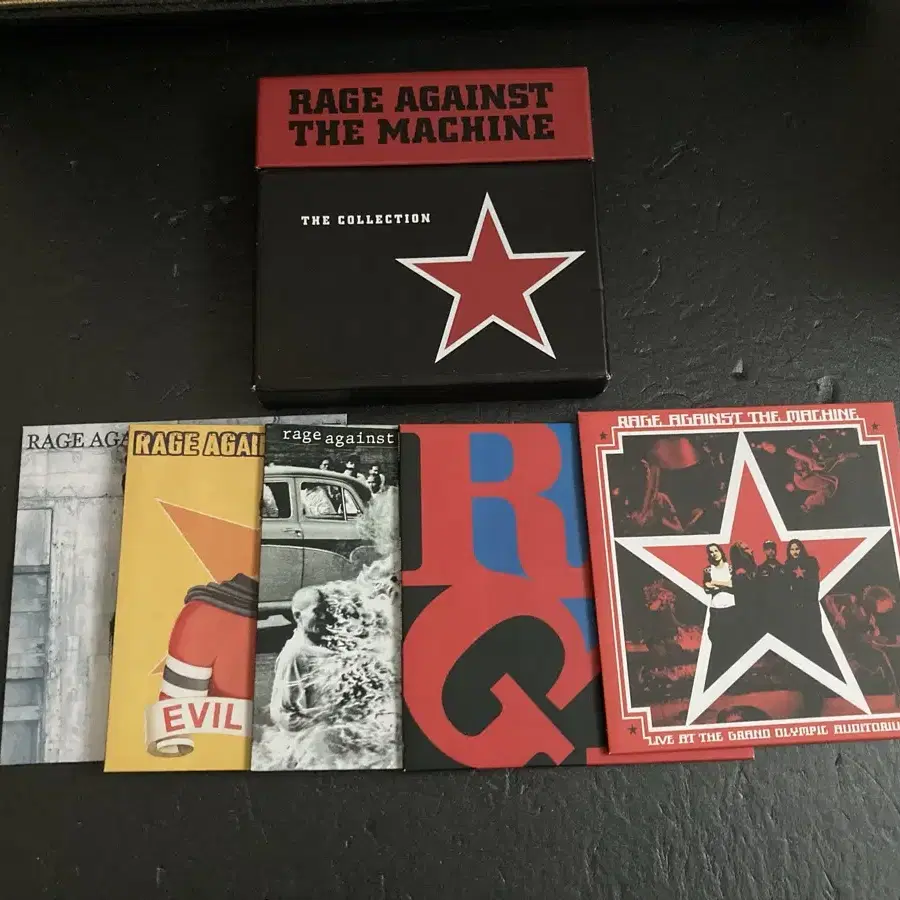 RAGE AGAINST
THE MACHINE
THE COLLECTION
RAGE AGA
RAGE AGAI
EVIL
rage against
R
RAGE AGAINST THE MACHINE
LIVE AT THE GRAND OLYMPIC AUDITORIU